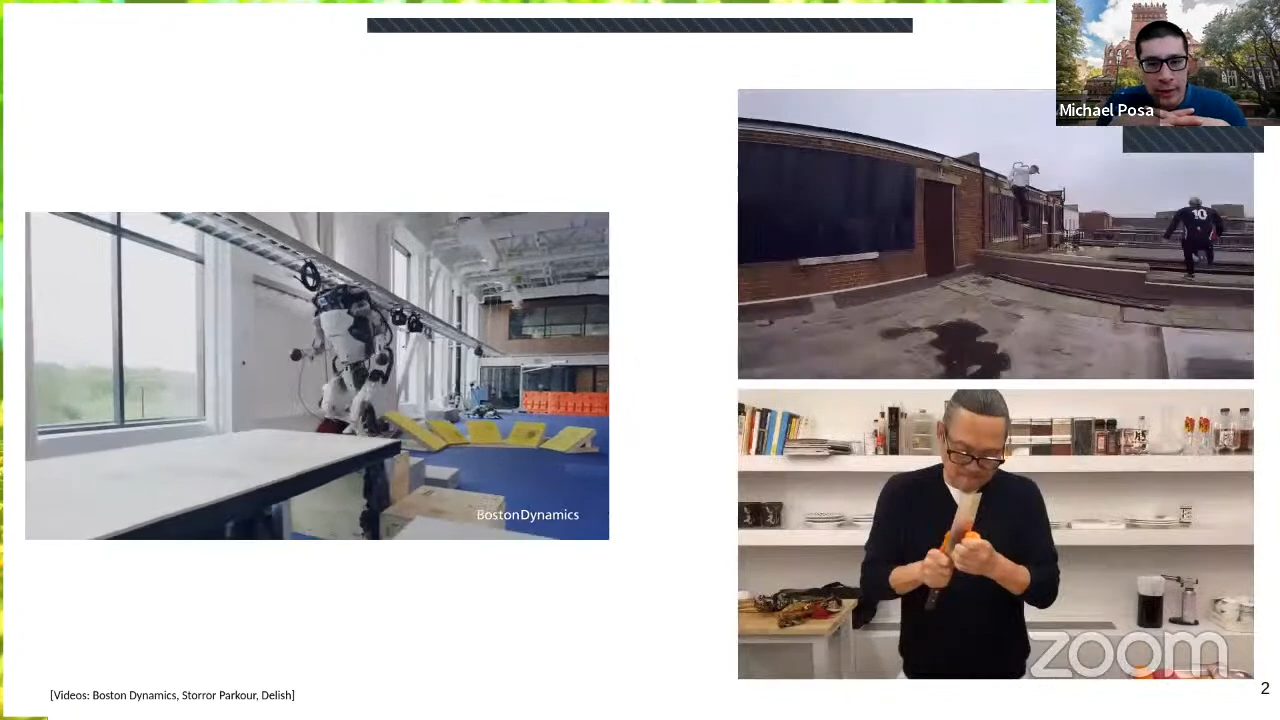 Michael Posa
10
BostonDynamics
zoom
[Videos: Boston Dynamics, Storror Parkour, Delish]
2